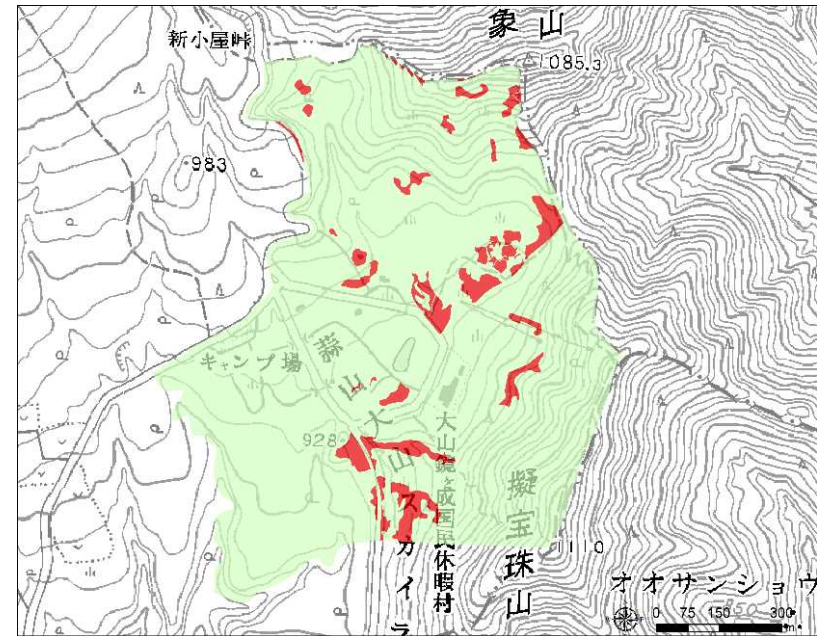 象山
新小屋峠
1085.3
983
キャンプ場
蒜山大山スカイラ
928
大山鏡ヶ成国民休暇村
擬宝珠山
1110
オオサンショウ
0 75 150 300
m